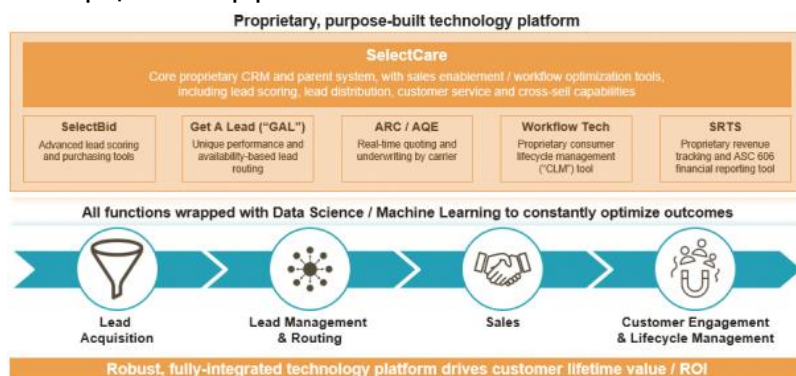 Proprietary, purpose-built technology platform
SelectCare
Core proprietary CRM and parent system, with sales enablement / workflow optimization tools,
including lead scoring, lead distribution, customer service and cross-sell capabilities
SelectBid
Advanced lead scoring
and purchasing tools
Get A Lead (“GAL”)
Unique performance and
availability-based lead
routing
ARC / AQE
Real-time quoting and
underwriting by carrier
Workflow Tech
Proprietary consumer
lifecycle management
(“CLM”) tool
SRTS
Proprietary revenue
tracking and ASC 606
financial reporting tool
All functions wrapped with Data Science / Machine Learning to constantly optimize outcomes
Lead
Acquisition
Lead Management
& Routing
Sales
Customer Engagement
& Lifecycle Management
Robust, fully-integrated technology platform drives customer lifetime value / ROI